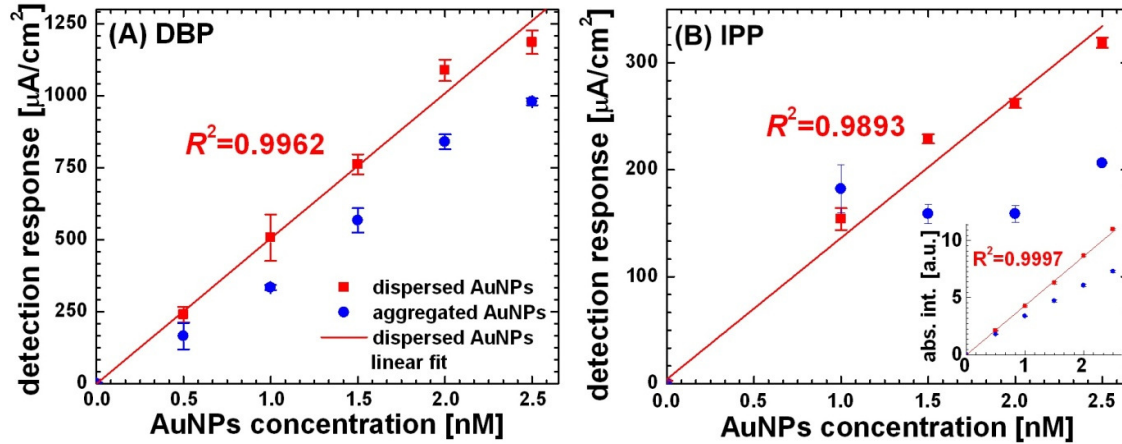 (A) DBP
detection response [μA/cm²]
1250
1000
750
500
250
0
R²=0.9962
dispersed AuNPs
aggregated AuNPs
dispersed AuNPs
linear fit
0.0 0.5 1.0 1.5 2.0 2.5
AuNPs concentration [nM]
(B) IPP
detection response [μA/cm²]
300
200
100
0
R²=0.9893
abs. int. [a.u.]
10
5
0
R²=0.9997
0 1 2
0.0 0.5 1.0 1.5 2.0 2.5
AuNPs concentration [nM]